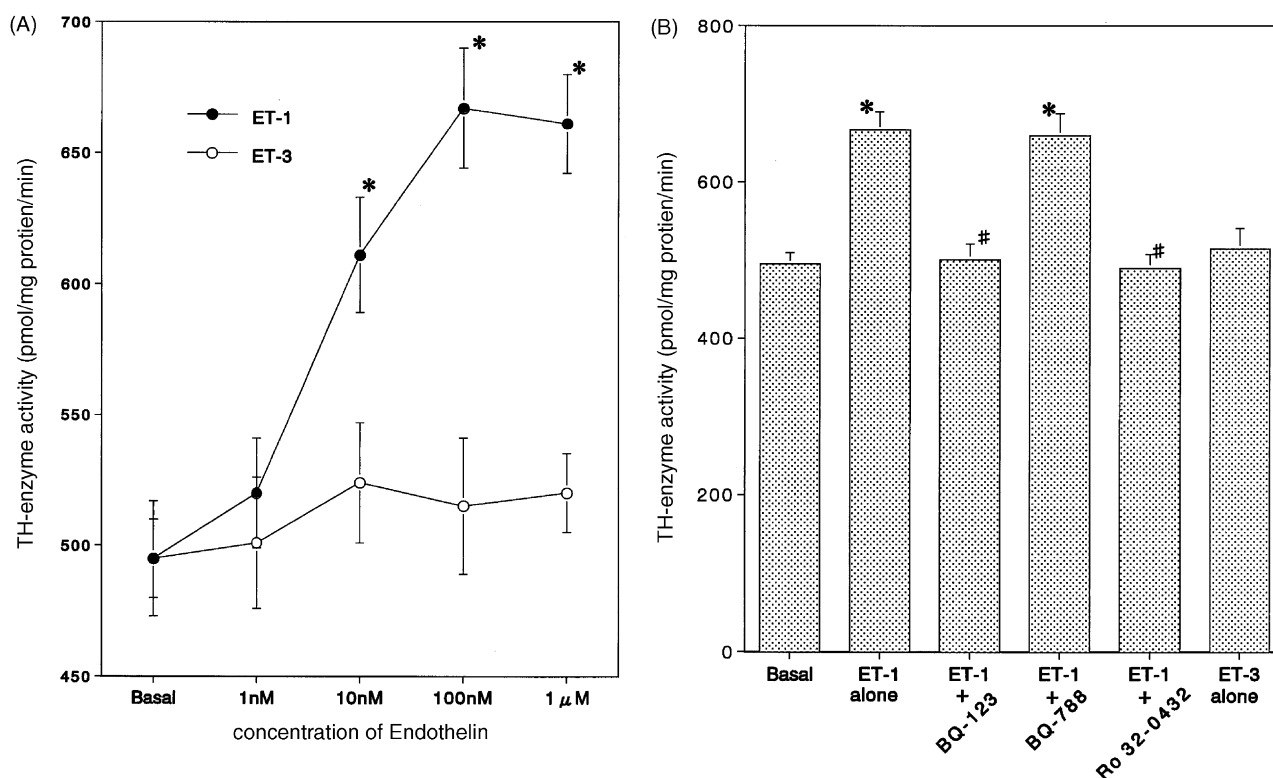 (A)
TH-enzyme activity (pmol/mg protien/min)
700
650
600
550
500
450
ET-1
ET-3
*
*
*
Basal 1nM 10nM 100nM 1 μM
concentration of Endothelin
(B)
TH-enzyme activity (pmol/mg protien/min)
800
600
400
200
0
*
#
*
#
Basal
ET-1
alone
ET-1
+
BQ-123
ET-1
+
BQ-788
ET-1
+
Ro 32-0432
ET-3
alone